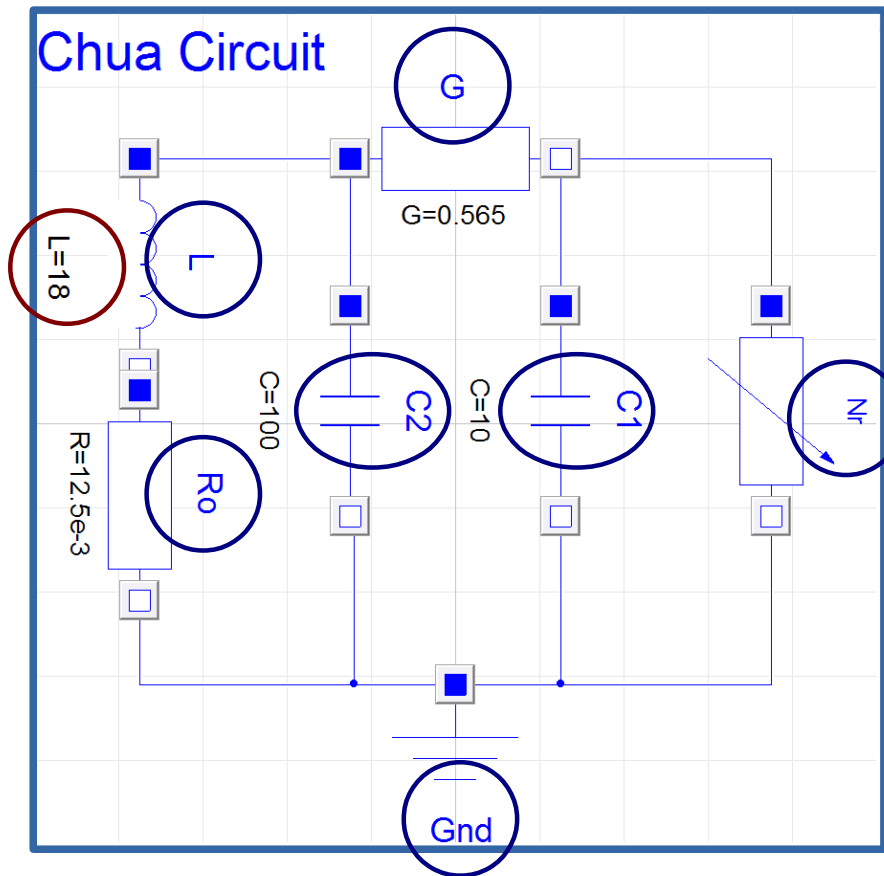 Chua Circuit
G
G=0.565
L=18
L
C=100
C2
C=10
C1
Nr
R=12.5e-3
Ro
Gnd